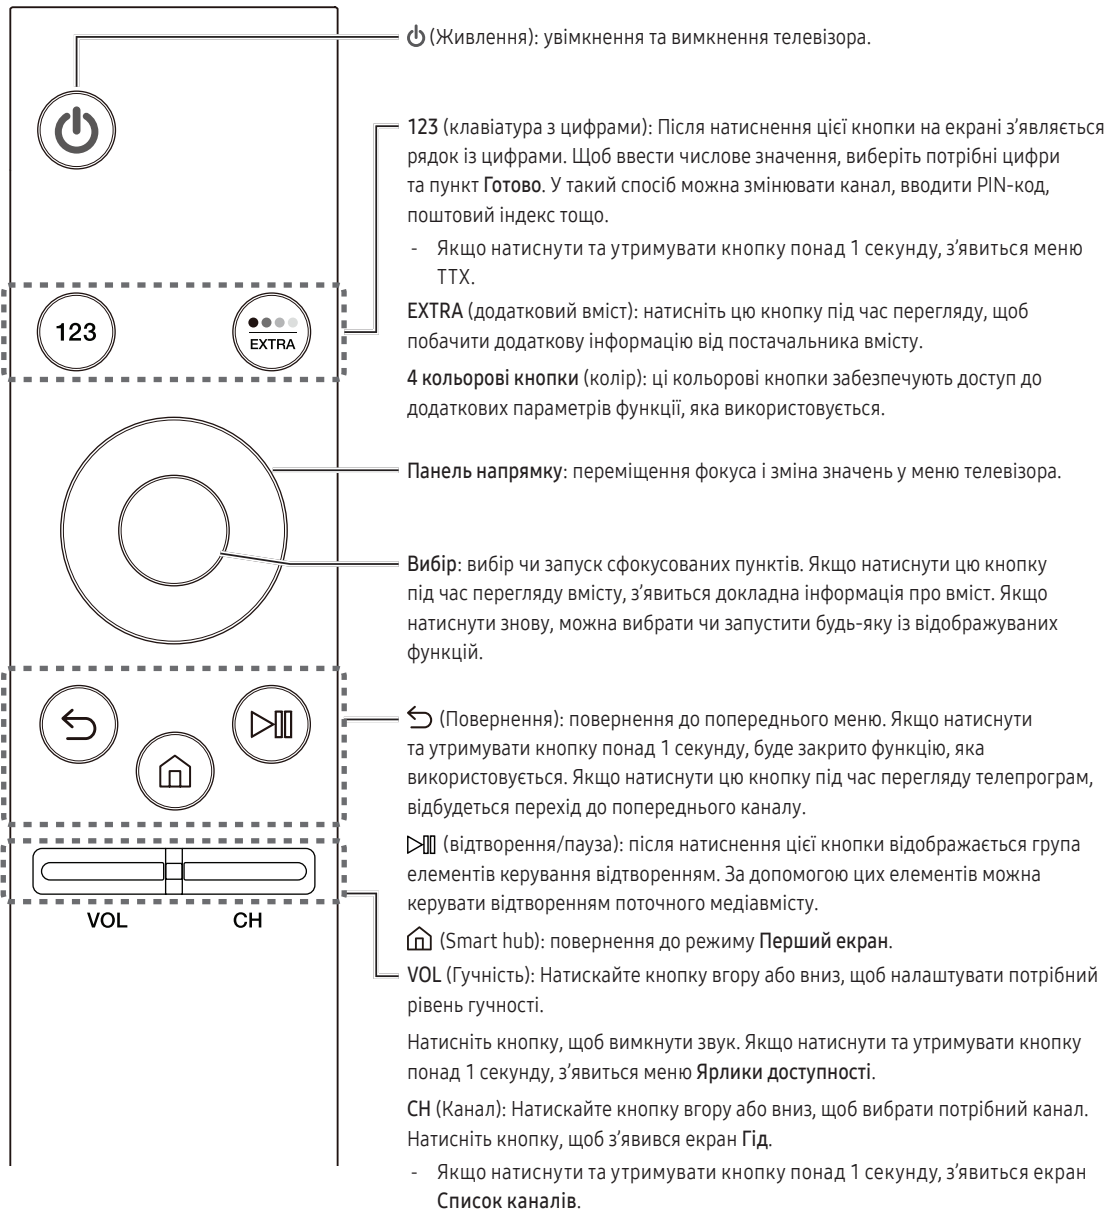 (Живлення): увімкнення та вимкнення телевізора.
123 (клавіатура з цифрами): Після натиснення цієї кнопки на екрані з'являється
рядок із цифрами. Щоб ввести числове значення, виберіть потрібні цифри
та пункт Готово. У такий спосіб можна змінювати канал, вводити PIN-код,
поштовий індекс тощо.
- Якщо натиснути та утримувати кнопку понад 1 секунду, з'явиться меню
TTX.
123
EXTRA
EXTRA (додатковий вміст): натисніть цю кнопку під час перегляду, щоб
побачити додаткову інформацію від постачальника вмісту.
4 кольорові кнопки (колір): ці кольорові кнопки забезпечують доступ до
додаткових параметрів функції, яка використовується.
Панель напрямку: переміщення фокуса і зміна значень у меню телевізора.
Вибір: вибір чи запуск сфокусованих пунктів. Якщо натиснути цю кнопку
під час перегляду вмісту, з'явиться докладна інформація про вміст. Якщо
натиснути знову, можна вибрати чи запустити будь-яку із відображуваних
функцій.
(Повернення): повернення до попереднього меню. Якщо натиснути
та утримувати кнопку понад 1 секунду, буде закрито функцію, яка
використовується. Якщо натиснути цю кнопку під час перегляду телепрограм,
відбудеться перехід до попереднього каналу.
(відтворення/пауза): після натиснення цієї кнопки відображається група
елементів керування відтворенням. За допомогою цих елементів можна
керувати відтворенням поточного медіавмісту.
VOL
CH
(Smart hub): повернення до режиму Перший екран.
VOL (Гучність): Натискайте кнопку вгору або вниз, щоб налаштувати потрібний
рівень гучності.
Натисніть кнопку, щоб вимкнути звук. Якщо натиснути та утримувати кнопку
понад 1 секунду, з'явиться меню Ярлики доступності.
CH (Канал): Натискайте кнопку вгору або вниз, щоб вибрати потрібний канал.
Натисніть кнопку, щоб з'явився екран Гід.
- Якщо натиснути та утримувати кнопку понад 1 секунду, з'явиться екран
Список каналів.